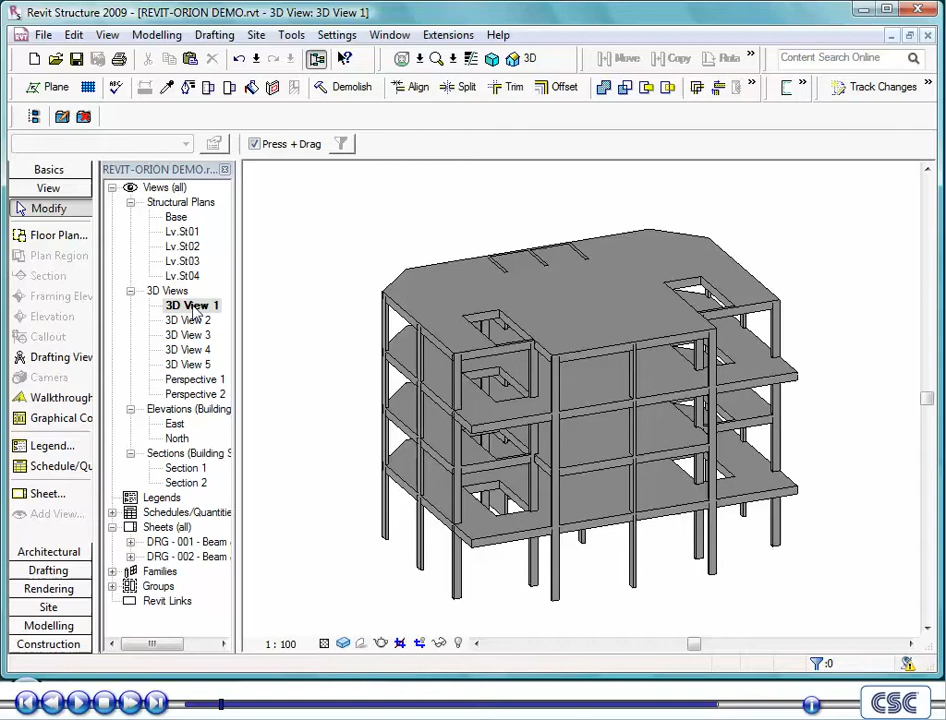 Revit Structure 2009 - [REVIT-ORION DEMO.rvt - 3D View: 3D View 1]
File Edit View Modelling Drafting Site Tools Settings Window Extensions Help
3D Move Copy Rota » Content Search Online
Plane ABC Demolish Align Split Trim Offset » » Track Changes »
Press + Drag
Basics
View
Modify
Floor Plan...
Plan Region
Section
Framing Elev
Elevation
Callout
Drafting View
Camera
Walkthrough
Graphical Co
Legend...
Schedule/Qu
Sheet...
Add View...
Architectural
Drafting
Rendering
Site
Modelling
Construction
REVIT-ORION DEMO.r...
Views (all)
Structural Plans
Base
Lv.St01
Lv.St02
Lv.St03
Lv.St04
3D Views
3D View 1
3D View 2
3D View 3
3D View 4
3D View 5
Perspective 1
Perspective 2
Elevations (Building
East
North
Sections (Building S
Section 1
Section 2
Legends
Schedules/Quantitie
Sheets (all)
DRG - 001 - Beam
DRG - 002 - Beam
Families
Groups
Revit Links
1 : 100
:0
CSC